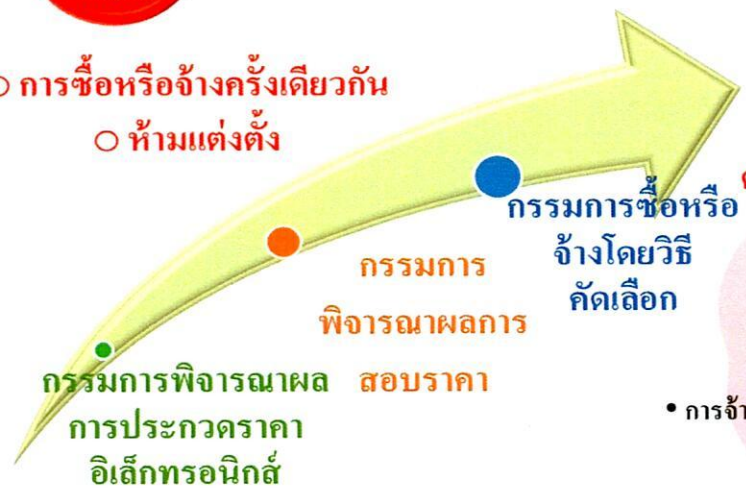 ○ การซื้อหรือจ้างครั้งเดียวกัน
○ ห้ามแต่งตั้ง
กรรมการซื้อหรือ
จ้างโดยวิธี
คัดเลือก
กรรมการ
พิจารณาผลการ
สอบราคา
กรรมการพิจารณาผล
การประกวดราคา
อิเล็กทรอนิกส์
• การจ้า